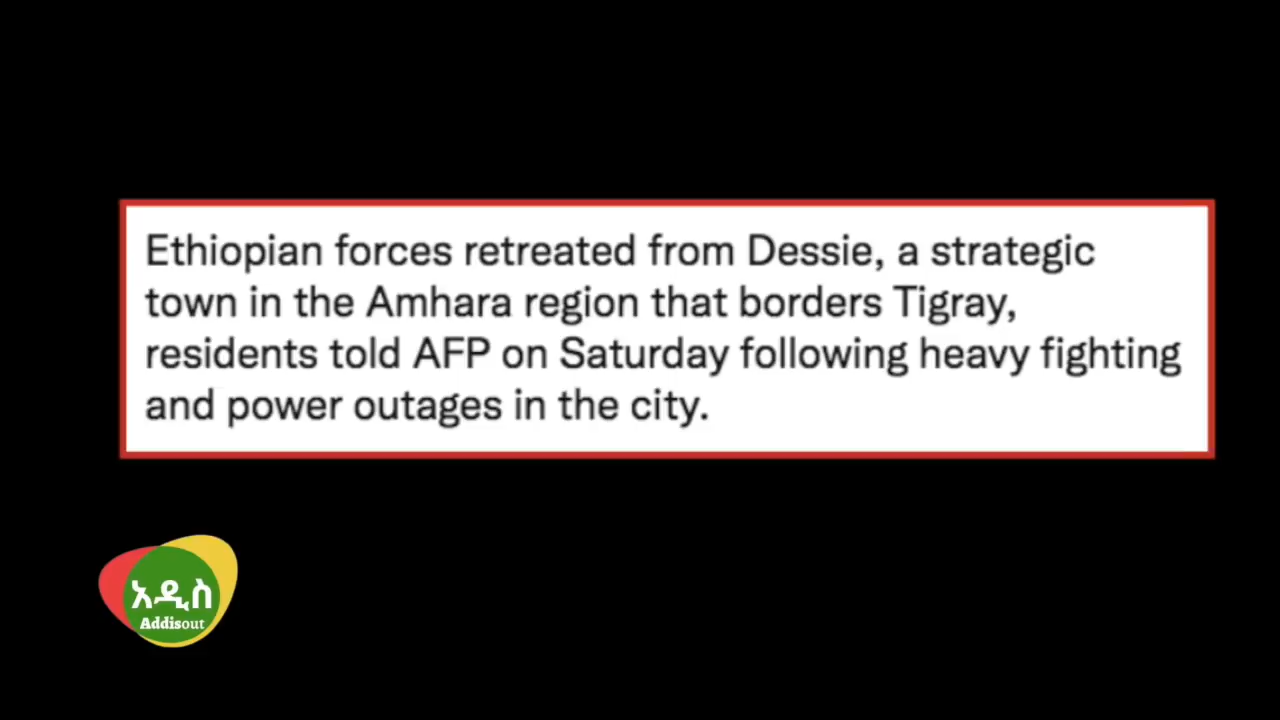 Ethiopian forces retreated from Dessie, a strategic
town in the Amhara region that borders Tigray,
residents told AFP on Saturday following heavy fighting
and power outages in the city.
አዲስ
Addisout